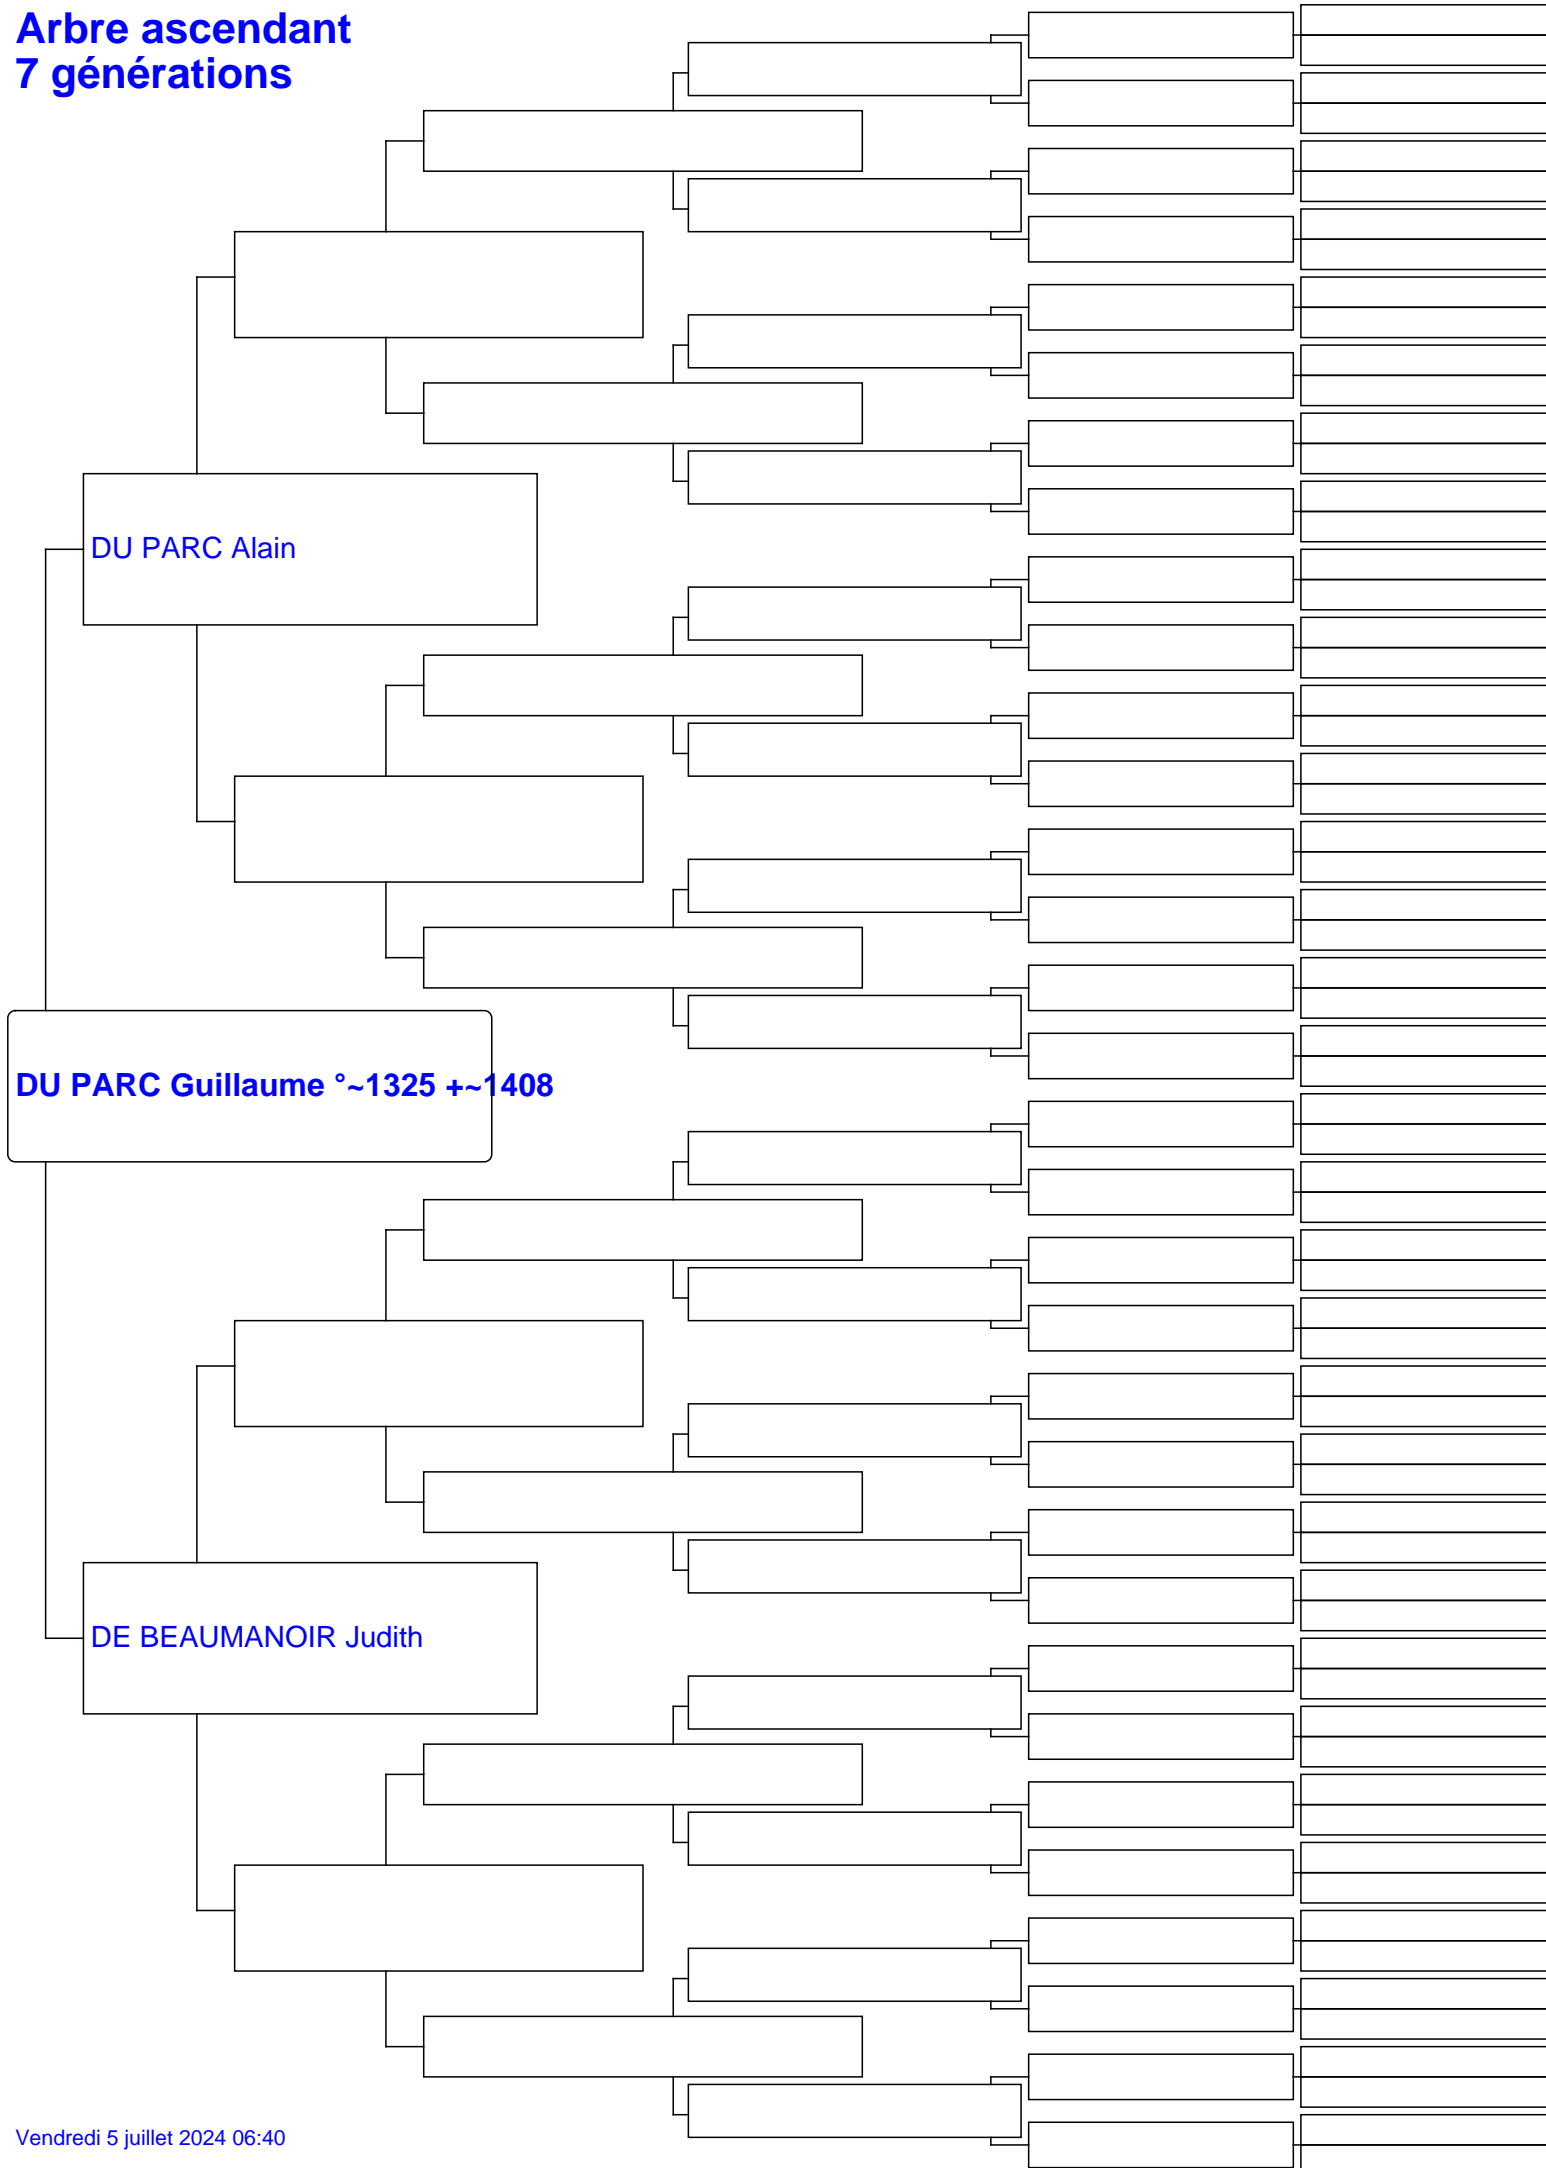 Arbre ascendant
7 générations
DU PARC Alain
DU PARC Guillaume °~1325 +~1408
DE BEAUMANOIR Judith
Vendredi 5 juillet 2024 06:40